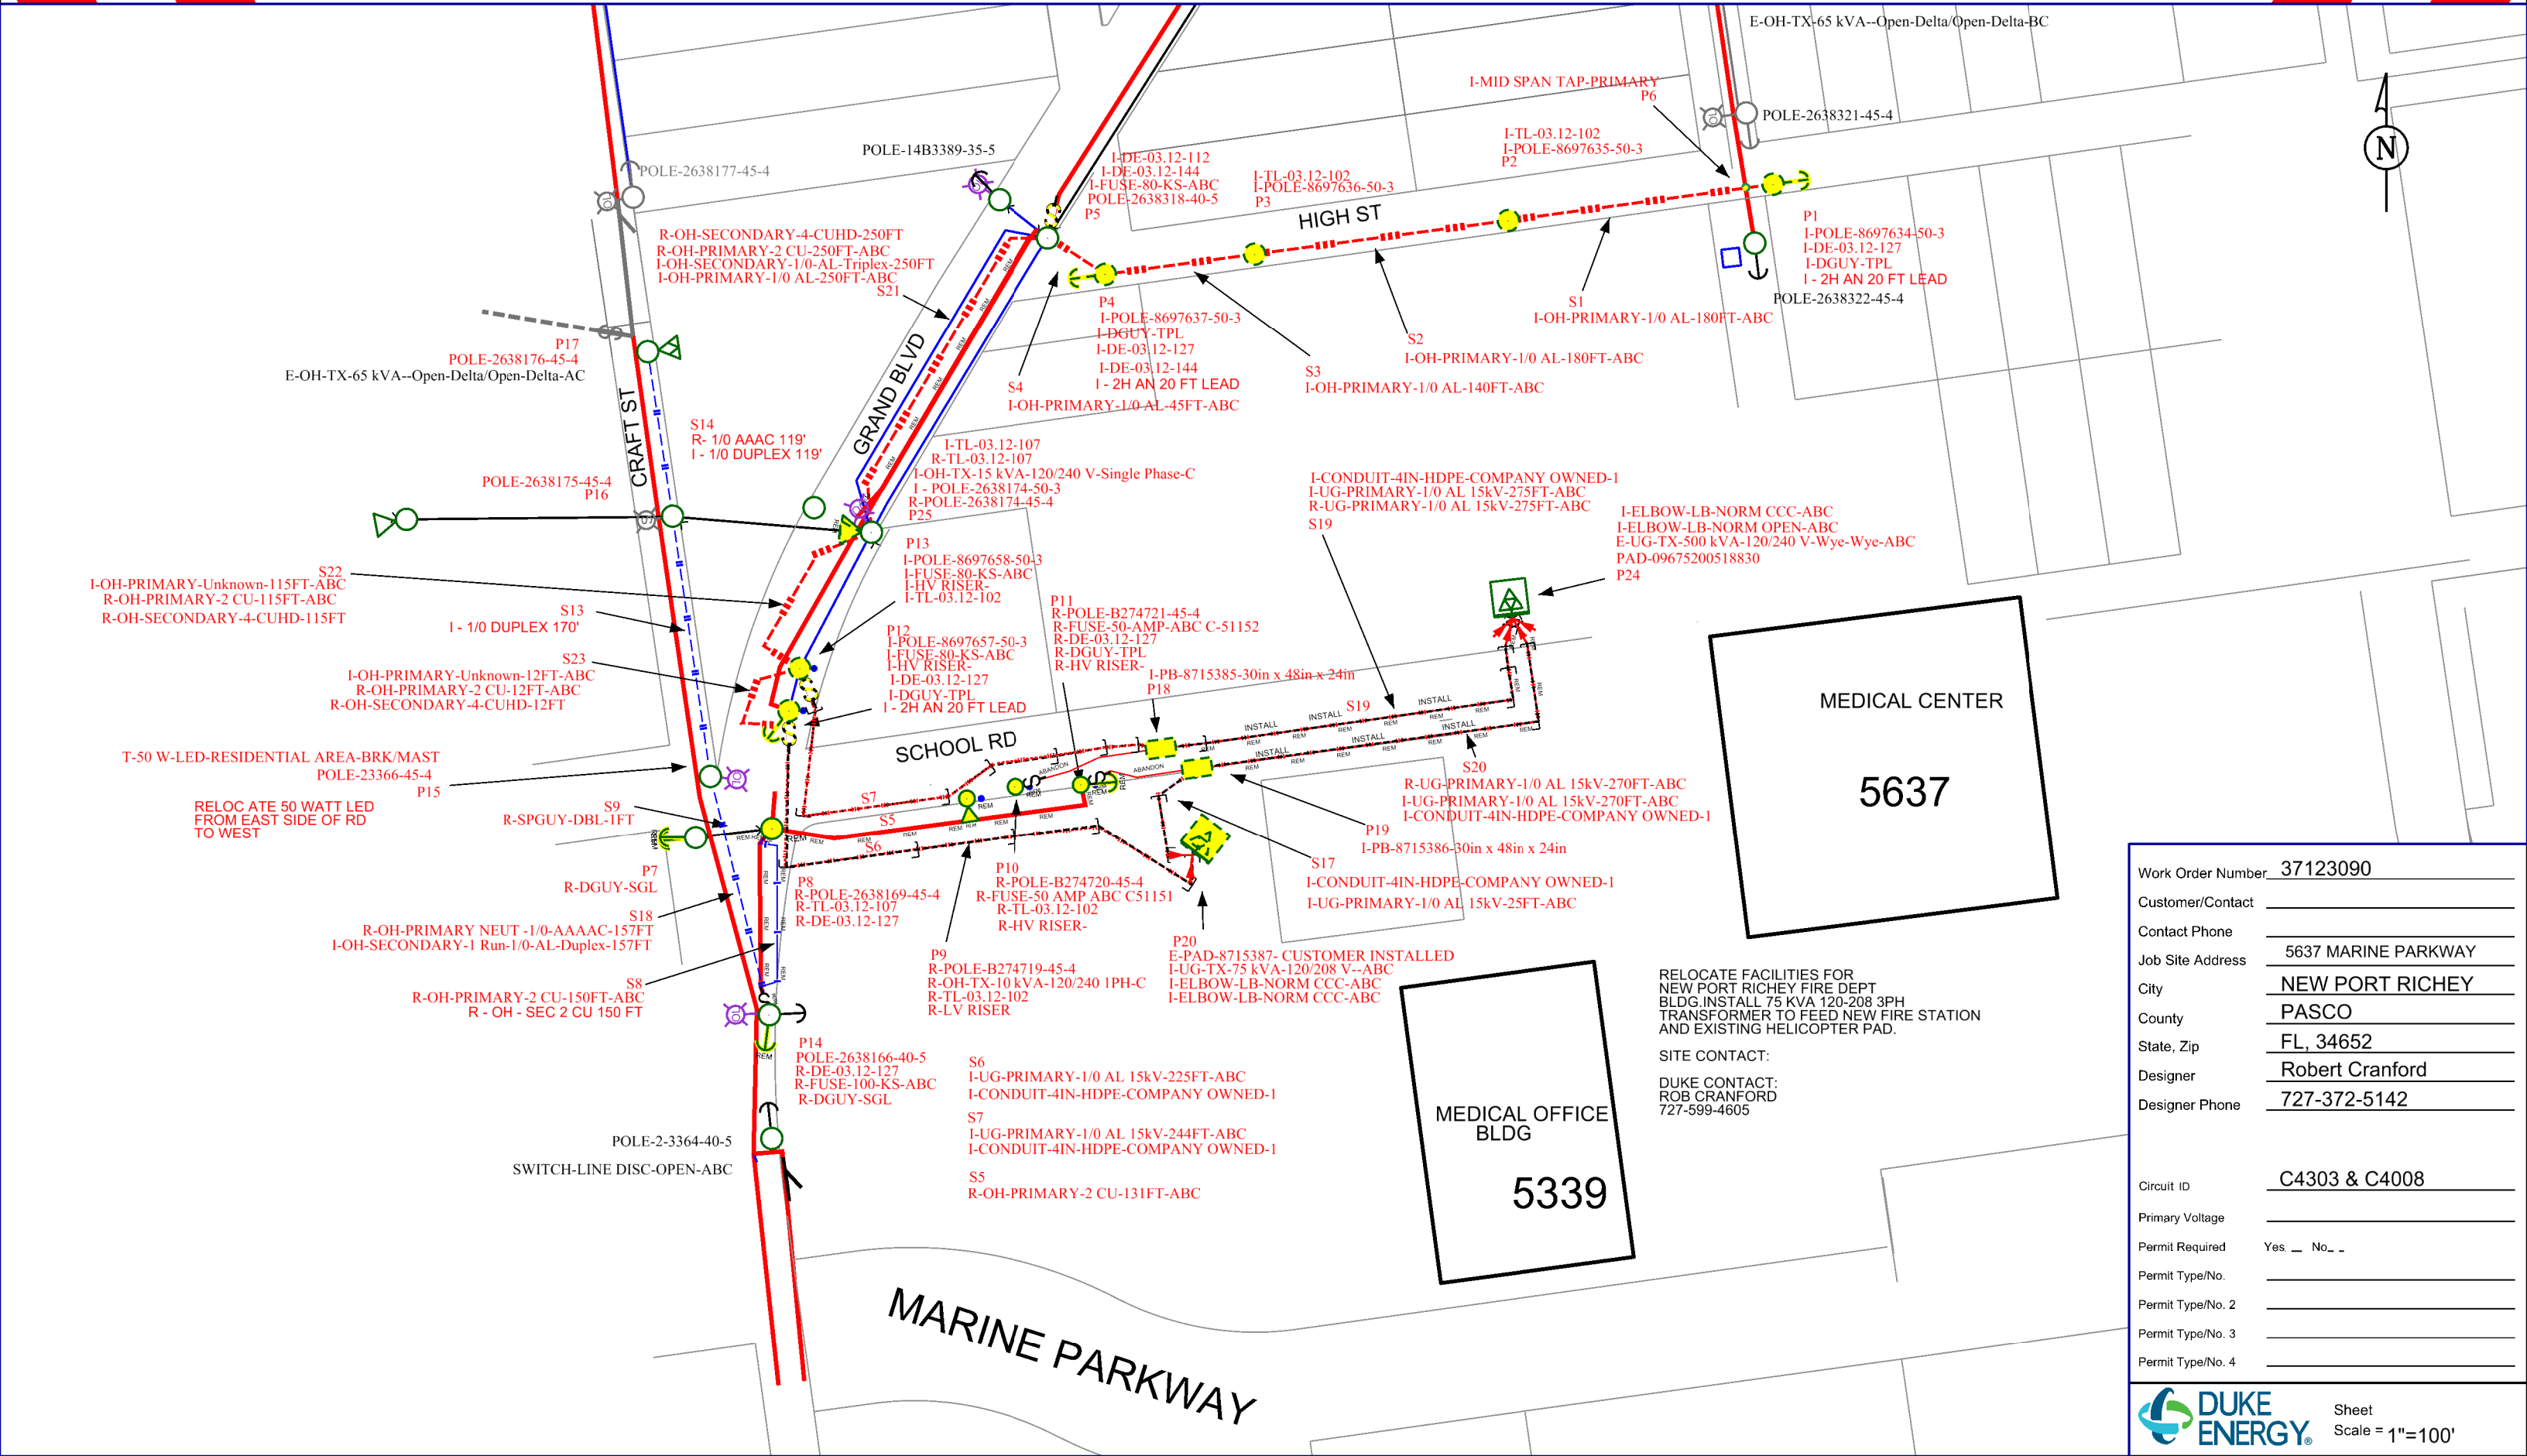 E-OH-TX-65 kVA--Open-Delta/Open-Delta-BC
I-MID SPAN TAP-PRIMARY
P6
POLE-2638321-45-4
N
I-TL-03.12-102
I-POLE-8697635-50-3
P2
POLE-14B3389-35-5
I-DE-03.12-112
I-DE-03.12-144
I-FUSE-80-KS-ABC
POLE-2638318-40-5
P5
I-TL-03.12-102
I-POLE-8697636-50-3
P3
HIGH ST
POLE-2638177-45-4
P1
I-POLE-8697634-50-3
I-DE-03.12-127
I-DGUY-TPL
I - 2H AN 20 FT LEAD
POLE-2638322-45-4
R-OH-SECONDARY-4-CUHD-250FT
R-OH-PRIMARY-2 CU-250FT-ABC
I-OH-SECONDARY-1/0-AL-Triplex-250FT
I-OH-PRIMARY-1/0 AL-250FT-ABC
S21
P4
I-POLE-8697637-50-3
I-DGUY-TPL
I-DE-03.12-127
I-DE-03.12-144
I - 2H AN 20 FT LEAD
S1
I-OH-PRIMARY-1/0 AL-180FT-ABC
S2
I-OH-PRIMARY-1/0 AL-180FT-ABC
S3
I-OH-PRIMARY-1/0 AL-140FT-ABC
S4
I-OH-PRIMARY-1/0 AL-45FT-ABC
P17
POLE-2638176-45-4
E-OH-TX-65 kVA--Open-Delta/Open-Delta-AC
GRAND BLVD
CRAFT ST
S14
R- 1/0 AAAC 119'
I - 1/0 DUPLEX 119'
I-TL-03.12-107
R-TL-03.12-107
I-OH-TX-15 kVA-120/240 V-Single Phase-C
I - POLE-2638174-50-3
R-POLE-2638174-45-4
P25
POLE-2638175-45-4
P16
I-CONDUIT-4IN-HDPE-COMPANY OWNED-1
I-UG-PRIMARY-1/0 AL 15kV-275FT-ABC
R-UG-PRIMARY-1/0 AL 15kV-275FT-ABC
S19
I-ELBOW-LB-NORM CCC-ABC
I-ELBOW-LB-NORM OPEN-ABC
E-UG-TX-500 kVA-120/240 V-Wye-Wye-ABC
PAD-09675200518830
P24
P13
I-POLE-8697658-50-3
I-FUSE-80-KS-ABC
I-HV RISER-
I-TL-03.12-102
S22
I-OH-PRIMARY-Unknown-115FT-ABC
R-OH-PRIMARY-2 CU-115FT-ABC
R-OH-SECONDARY-4-CUHD-115FT
S13
I - 1/0 DUPLEX 170'
P11
R-POLE-B274721-45-4
R-FUSE-50-AMP-ABC C-51152
R-DE-03.12-127
R-DGUY-TPL
R-HV RISER-
P12
I-POLE-8697657-50-3
I-FUSE-80-KS-ABC
I-HV RISER-
I-DE-03.12-127
I-DGUY-TPL
I - 2H AN 20 FT LEAD
S23
I-OH-PRIMARY-Unknown-12FT-ABC
R-OH-PRIMARY-2 CU-12FT-ABC
R-OH-SECONDARY-4-CUHD-12FT
I-PB-8715385-30in x 48in x 24in
P18
S19
INSTALL INSTALL INSTALL
INSTALL INSTALL INSTALL
SCHOOL RD
ABANDON
ABANDON
MEDICAL CENTER
5637
T-50 W-LED-RESIDENTIAL AREA-BRK/MAST
POLE-23366-45-4
P15
RELOC ATE 50 WATT LED
FROM EAST SIDE OF RD
TO WEST
S9
R-SPGUY-DBL-1FT
S7
S5
S6
S20
R-UG-PRIMARY-1/0 AL 15kV-270FT-ABC
I-UG-PRIMARY-1/0 AL 15kV-270FT-ABC
I-CONDUIT-4IN-HDPE-COMPANY OWNED-1
P19
I-PB-8715386-30in x 48in x 24in
S17
I-CONDUIT-4IN-HDPE-COMPANY OWNED-1
I-UG-PRIMARY-1/0 AL 15kV-25FT-ABC
P7
R-DGUY-SGL
P8
R-POLE-2638169-45-4
R-TL-03.12-107
R-DE-03.12-127
P10
R-POLE-B274720-45-4
R-FUSE-50 AMP ABC C51151
R-TL-03.12-102
R-HV RISER-
S18
R-OH-PRIMARY NEUT -1/0-AAAAC-157FT
I-OH-SECONDARY-1 Run-1/0-AL-Duplex-157FT
P9
R-POLE-B274719-45-4
R-OH-TX-10 kVA-120/240 1PH-C
R-TL-03.12-102
R-LV RISER
P20
E-PAD-8715387- CUSTOMER INSTALLED
I-UG-TX-75 kVA-120/208 V--ABC
I-ELBOW-LB-NORM CCC-ABC
I-ELBOW-LB-NORM CCC-ABC
S8
R-OH-PRIMARY-2 CU-150FT-ABC
R - OH - SEC 2 CU 150 FT
P14
POLE-2638166-40-5
R-DE-03.12-127
R-FUSE-100-KS-ABC
R-DGUY-SGL
S6
I-UG-PRIMARY-1/0 AL 15kV-225FT-ABC
I-CONDUIT-4IN-HDPE-COMPANY OWNED-1
S7
I-UG-PRIMARY-1/0 AL 15kV-244FT-ABC
I-CONDUIT-4IN-HDPE-COMPANY OWNED-1
S5
R-OH-PRIMARY-2 CU-131FT-ABC
POLE-2-3364-40-5
SWITCH-LINE DISC-OPEN-ABC
MEDICAL OFFICE
BLDG
5339
RELOCATE FACILITIES FOR
NEW PORT RICHEY FIRE DEPT
BLDG.INSTALL 75 KVA 120-208 3PH
TRANSFORMER TO FEED NEW FIRE STATION
AND EXISTING HELICOPTER PAD.
SITE CONTACT:
DUKE CONTACT:
ROB CRANFORD
727-599-4605
MARINE PARKWAY
Work Order Number 37123090
Customer/Contact
Contact Phone
Job Site Address 5637 MARINE PARKWAY
City NEW PORT RICHEY
County PASCO
State, Zip FL, 34652
Designer Robert Cranford
Designer Phone 727-372-5142
Circuit ID C4303 & C4008
Primary Voltage
Permit Required Yes No
Permit Type/No.
Permit Type/No. 2
Permit Type/No. 3
Permit Type/No. 4
DUKE
ENERGY®
Sheet
Scale = 1"=100'